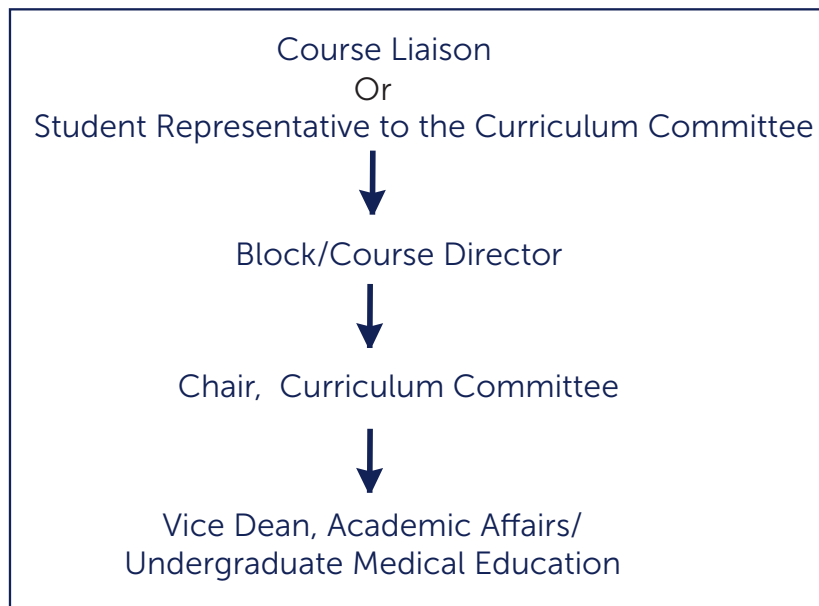 Course Liaison
Or
Student Representative to the Curriculum Committee
Block/Course Director
Chair, Curriculum Committee
Vice Dean, Academic Affairs/
Undergraduate Medical Education